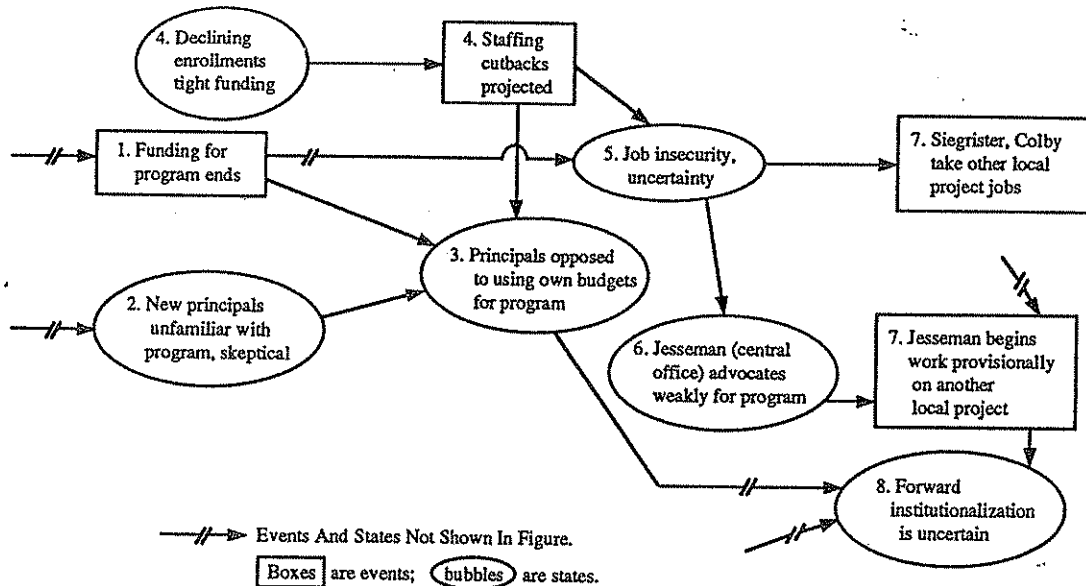 4. Declining
enrollments
tight funding
4. Staffing
cutbacks
projected
1. Funding for
program ends
5. Job insecurity,
uncertainty
7. Siegrister, Colby
take other local
project jobs
3. Principals opposed
to using own budgets
for program
2. New principals
unfamiliar with
program, skeptical
6. Jesseman (central
office) advocates
weakly for program
7. Jesseman begins
work provisionally
on another
local project
8. Forward
institutionalization
is uncertain
Events And States Not Shown In Figure.
Boxes are events; bubbles are states.